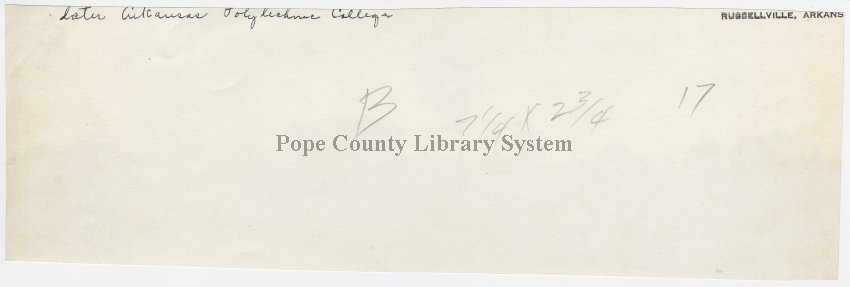 later Arkansas Polytechnic College RUSSELLVILLE, ARKANS
B 7 1/4 X 2 3/4 17
Pope County Library System